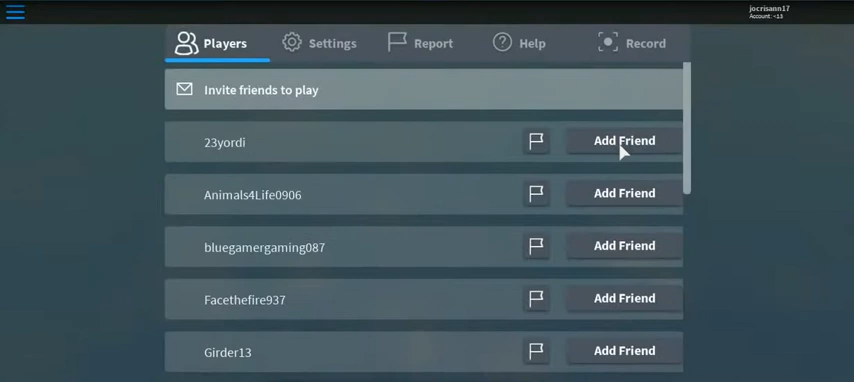 jocrisann17
Account: <13
Players
Settings
Report
Help
Record
Invite friends to play
23yordi
Add Friend
Animals4Life0906
Add Friend
bluegamergaming087
Add Friend
Facethefire937
Add Friend
Girder13
Add Friend